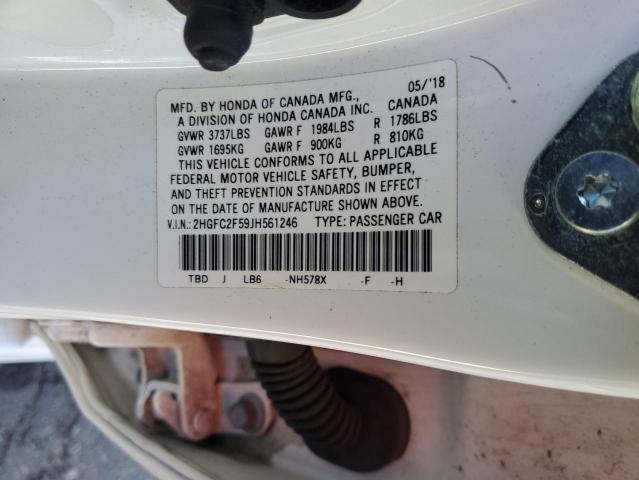 MFD. BY HONDA OF CANADA MFG., 05/'18
A DIVISION OF HONDA CANADA INC. CANADA
GVWR 3737LBS GAWR F 1984LBS R 1786LBS
GVWR 1695KG GAWR F 900KG R 810KG
THIS VEHICLE CONFORMS TO ALL APPLICABLE
FEDERAL MOTOR VEHICLE SAFETY, BUMPER,
AND THEFT PREVENTION STANDARDS IN EFFECT
ON THE DATE OF MANUFACTURE SHOWN ABOVE.
V.I.N.: 2HGFC2F59JH561246 TYPE: PASSENGER CAR
TBD J LB6 -NH578X -F -H